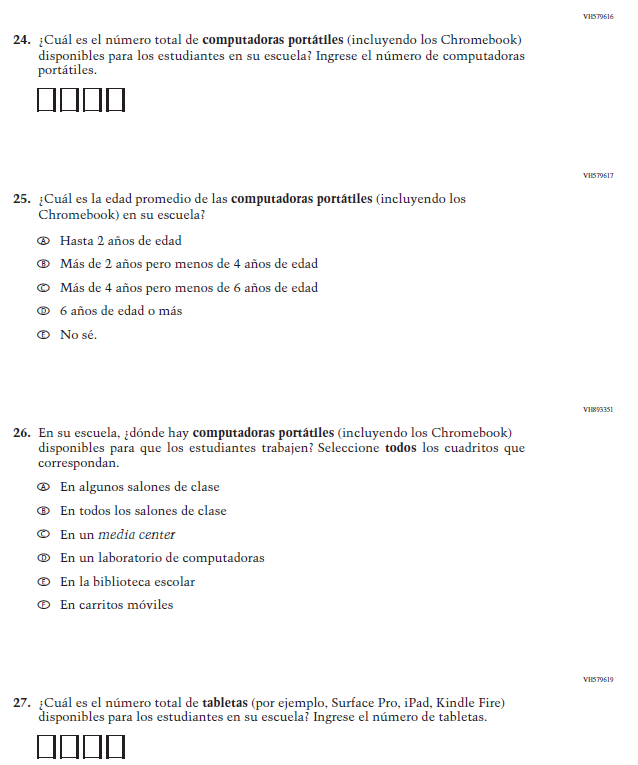 VH579616
24. ¿Cuál es el número total de computadoras portátiles (incluyendo los Chromebook)
disponibles para los estudiantes en su escuela? Ingrese el número de computadoras
portátiles.
VH579617
25. ¿Cuál es la edad promedio de las computadoras portátiles (incluyendo los
Chromebook) en su escuela?
A Hasta 2 años de edad
B Más de 2 años pero menos de 4 años de edad
C Más de 4 años pero menos de 6 años de edad
D 6 años de edad o más
E No sé.
VH893351
26. En su escuela, ¿dónde hay computadoras portátiles (incluyendo los Chromebook)
disponibles para que los estudiantes trabajen? Seleccione todos los cuadritos que
correspondan.
A En algunos salones de clase
B En todos los salones de clase
C En un media center
D En un laboratorio de computadoras
E En la biblioteca escolar
F En carritos móviles
VH579619
27. ¿Cuál es el número total de tabletas (por ejemplo, Surface Pro, iPad, Kindle Fire)
disponibles para los estudiantes en su escuela? Ingrese el número de tabletas.